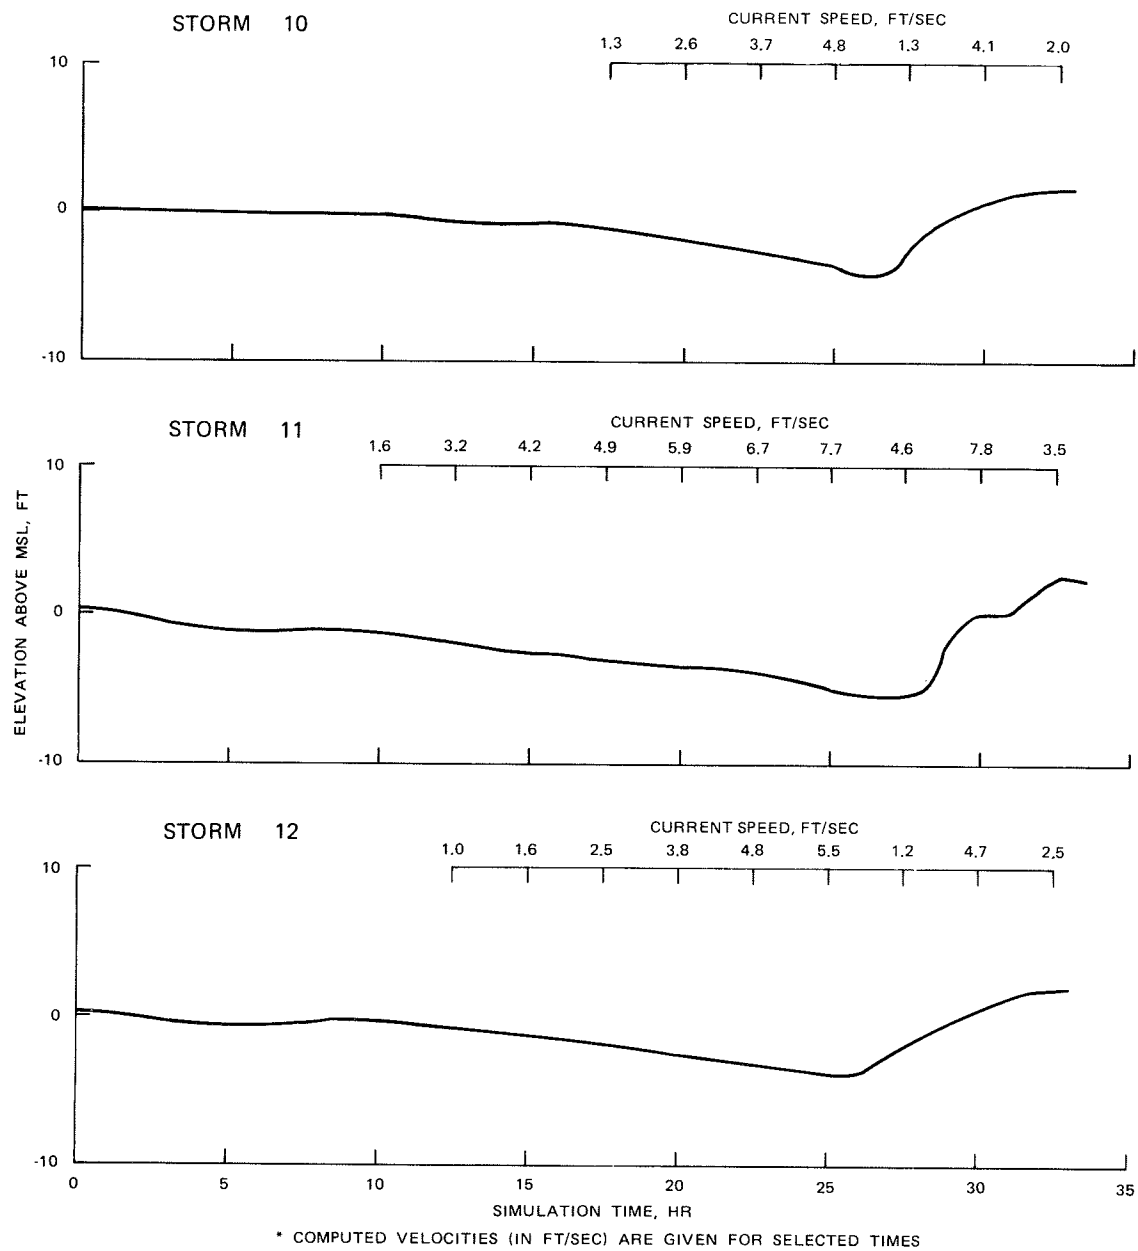 STORM 10
CURRENT SPEED, FT/SEC
1.3 2.6 3.7 4.8 1.3 4.1 2.0
10
0
-10
STORM 11
CURRENT SPEED, FT/SEC
1.6 3.2 4.2 4.9 5.9 6.7 7.7 4.6 7.8 3.5
10
0
-10
ELEVATION ABOVE MSL, FT
STORM 12
CURRENT SPEED, FT/SEC
1.0 1.6 2.5 3.8 4.8 5.5 1.2 4.7 2.5
10
0
-10
0 5 10 15 20 25 30 35
SIMULATION TIME, HR
* COMPUTED VELOCITIES (IN FT/SEC) ARE GIVEN FOR SELECTED TIMES